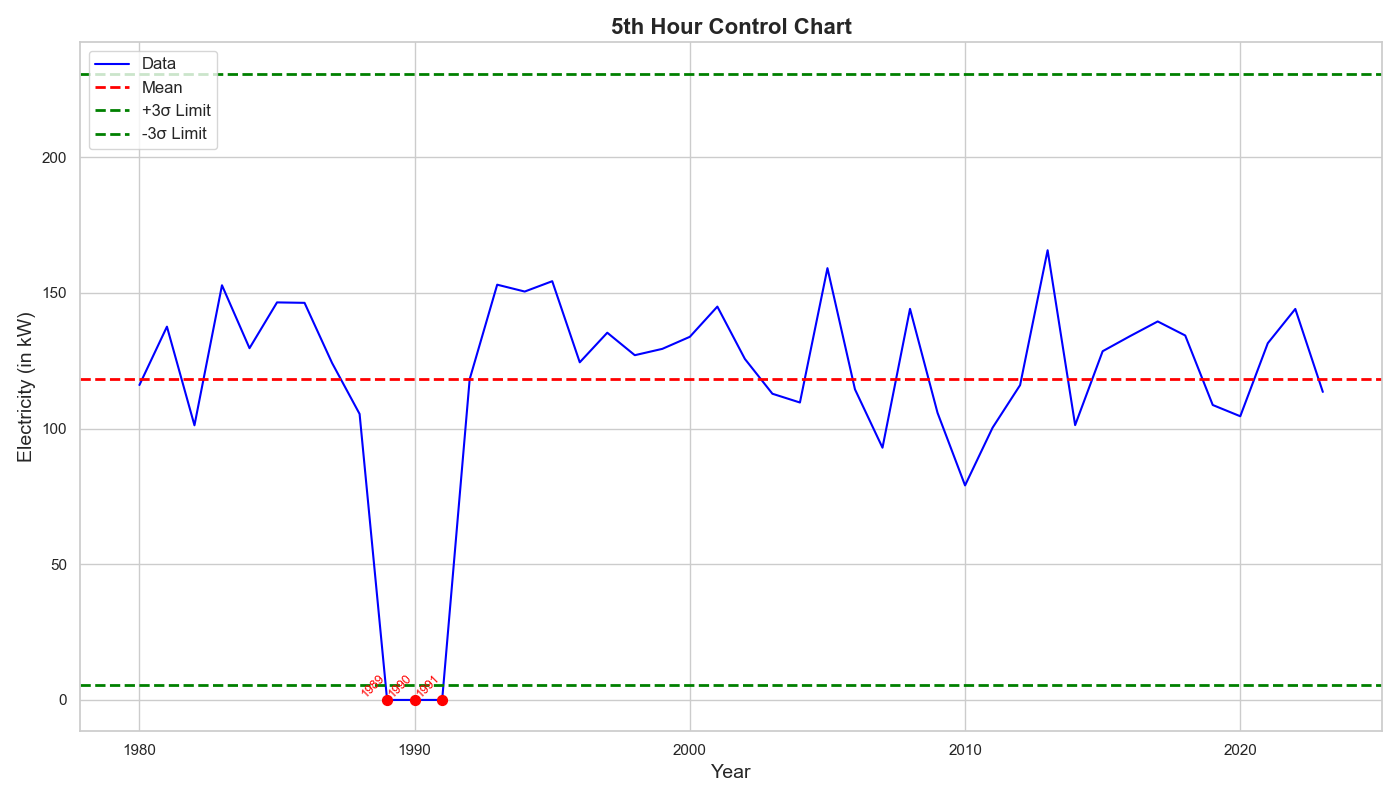 5th Hour Control Chart
Data
Mean
+3σ Limit
-3σ Limit
Electricity (in kW)
200
150
100
50
0
1989
1990
1991
1980
1990
2000
2010
2020
Year